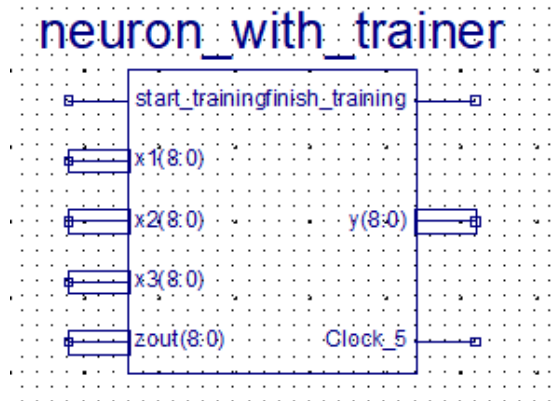 neuron_with_trainer
start_trainingfinish_training
x1(8:0)
x2(8:0) y(8:0)
x3(8:0)
zout(8:0) Clock_5